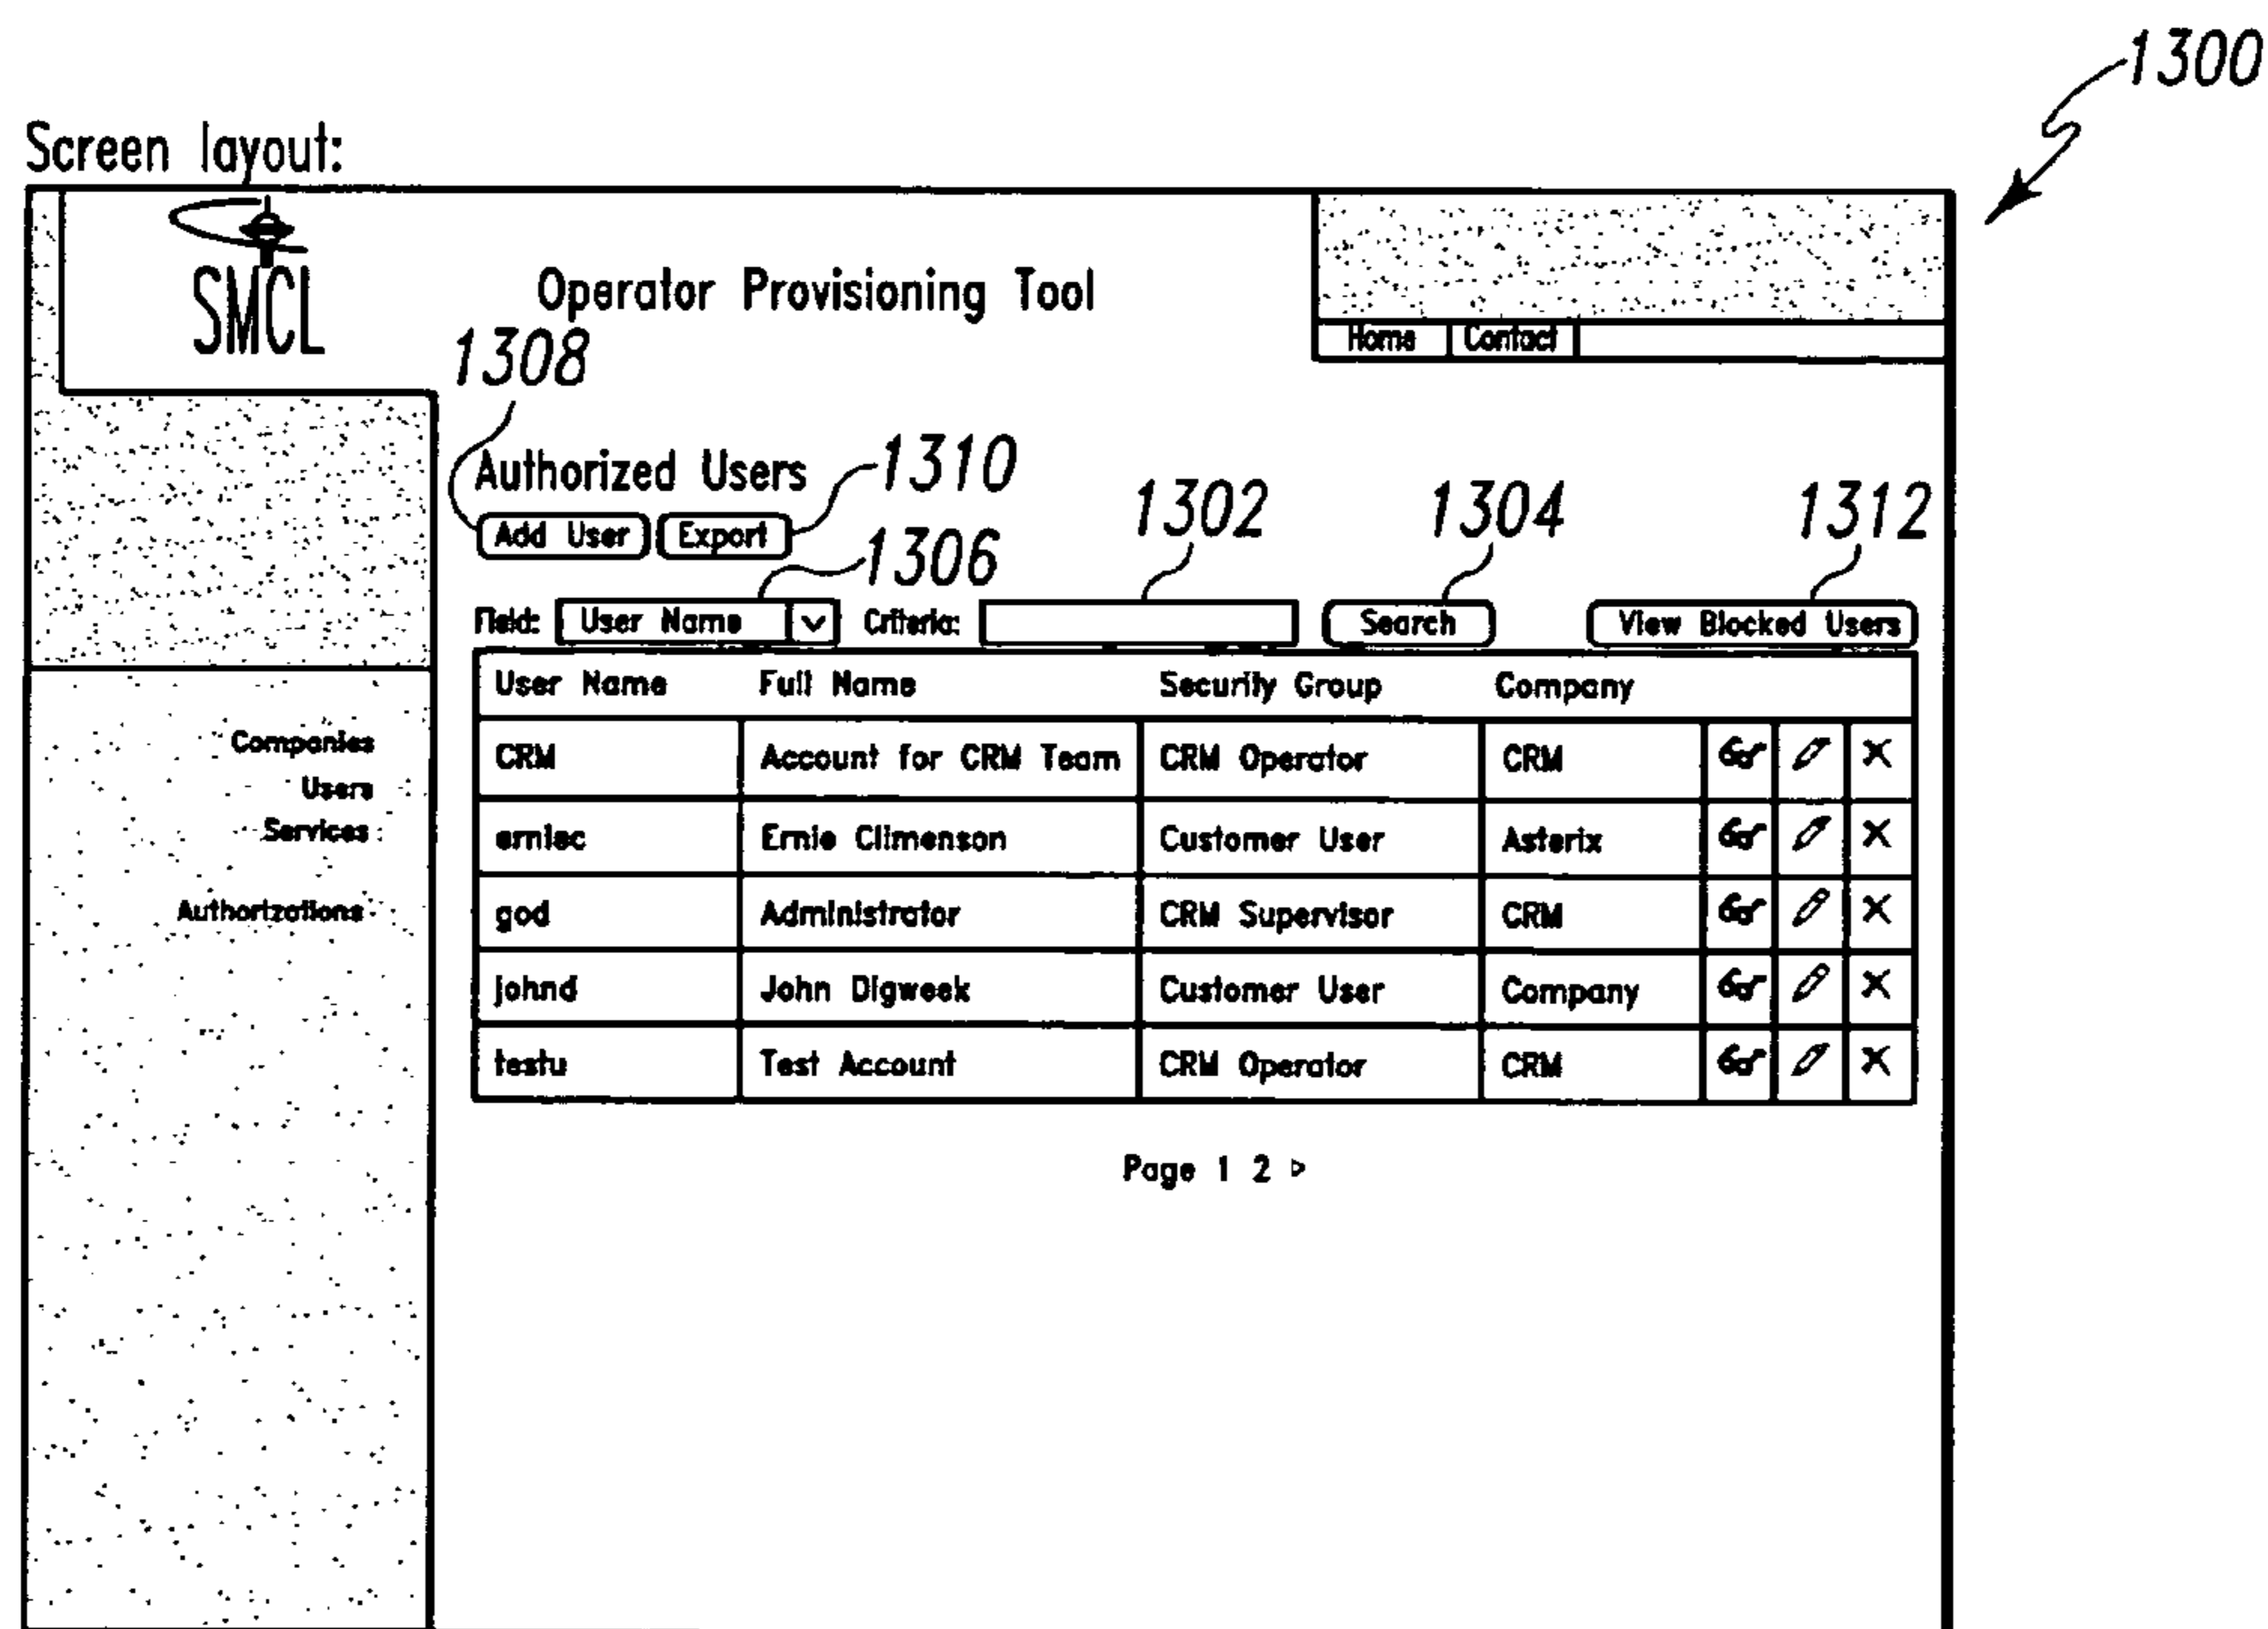 1300
Screen layout:
SMCL
Operator Provisioning Tool
Home Contact
1308
Authorized Users
1310
Add User Export
1306
1302
1304
1312
Field: User Name Criteria: Search View Blocked Users
User Name Full Name Security Group Company
CRM Account for CRM Team CRM Operator CRM
erniec Ernie Climenson Customer User Asterix
god Administrator CRM Supervisor CRM
johnd John Digweek Customer User Company
testu Test Account CRM Operator CRM
Companies
Users
Services
Authorizations
Page 1 2